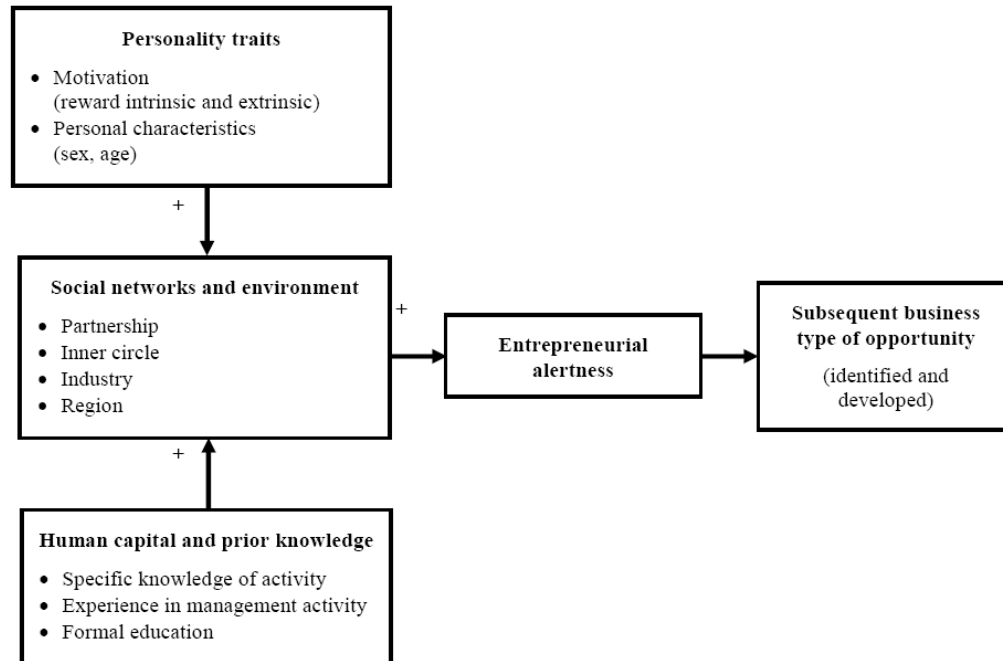 Personality traits
• Motivation
(reward intrinsic and extrinsic)
• Personal characteristics
(sex, age)
+
Social networks and environment
• Partnership
• Inner circle
• Industry
• Region
+
Entrepreneurial
alertness
Subsequent business
type of opportunity
(identified and
developed)
+
Human capital and prior knowledge
• Specific knowledge of activity
• Experience in management activity
• Formal education